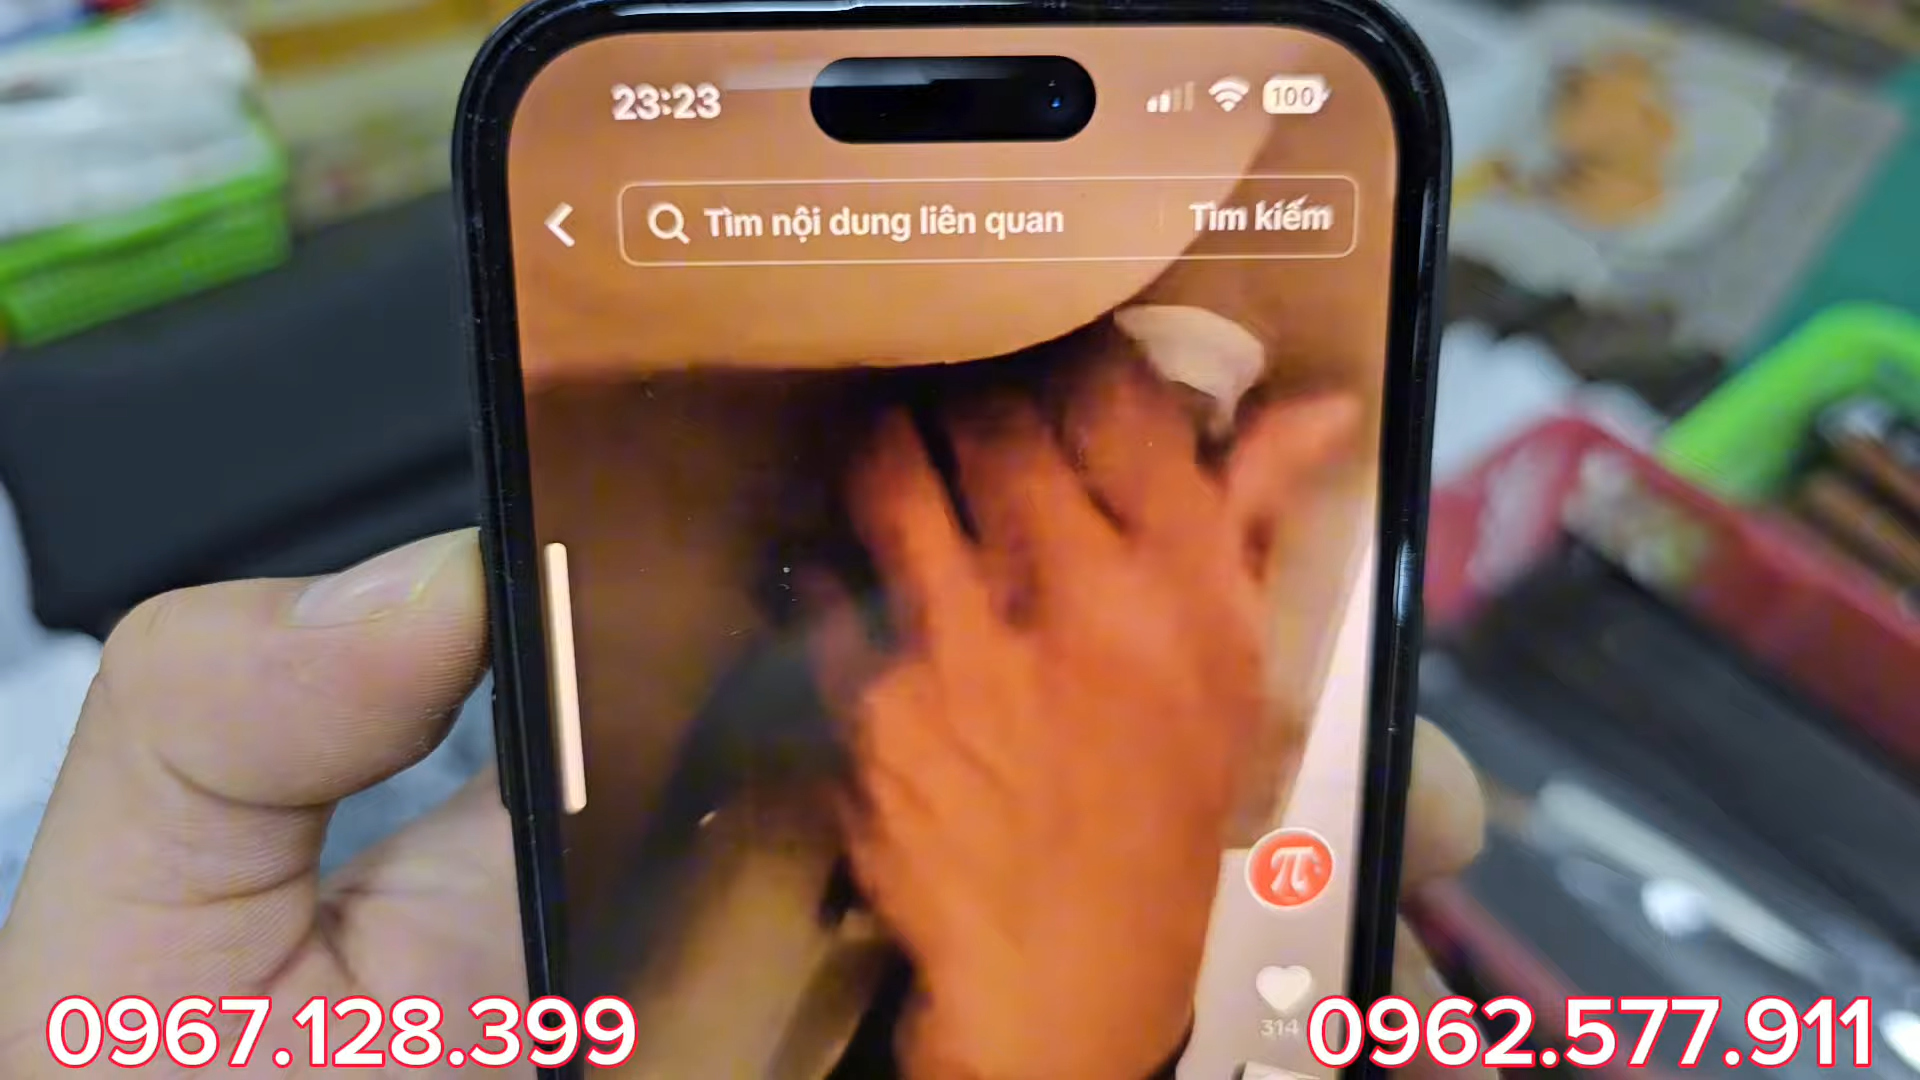 23:23
100
Tìm nội dung liên quan
Tìm kiếm
π
314
0967.128.399
0962.577.911